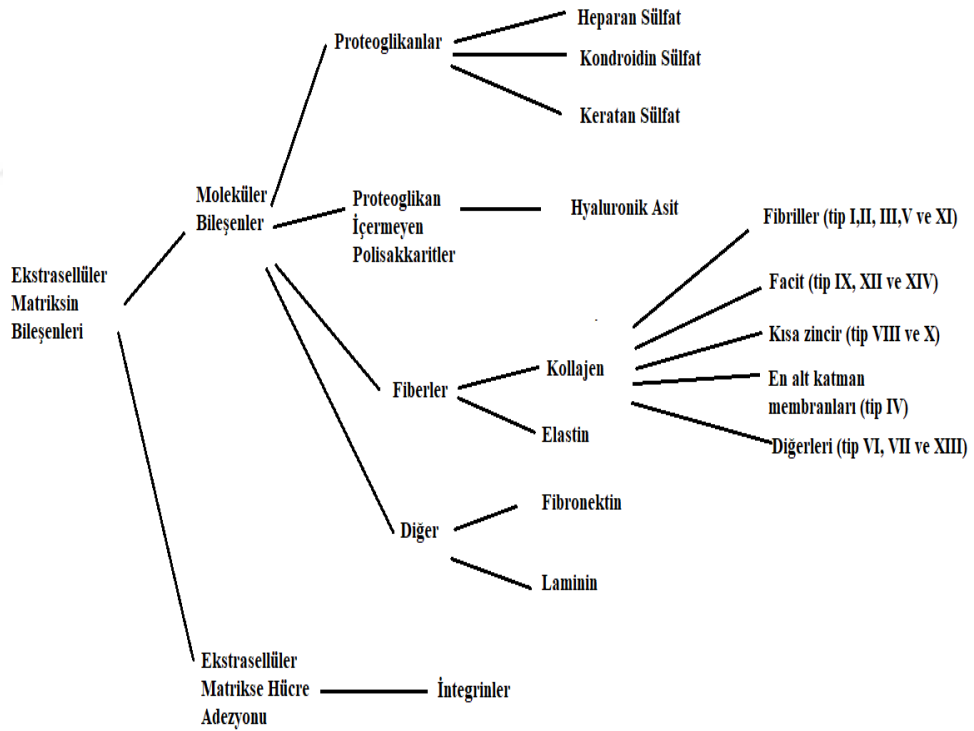 Ekstrasellüler
Matriksin
Bileşenleri
Moleküler
Bileşenler
Proteoglikanlar
Heparan Sülfat
Kondroidin Sülfat
Keratan Sülfat
Proteoglikan
İçermeyen
Polisakkaritler
Hyaluronik Asit
Fiberler
Kollajen
Fibriller (tip I,II, III,V ve XI)
Facit (tip IX, XII ve XIV)
Kısa zincir (tip VIII ve X)
En alt katman
membranları (tip IV)
Diğerleri (tip VI, VII ve XIII)
Elastin
Diğer
Fibronektin
Laminin
Ekstrasellüler
Matrikse Hücre
Adezyonu
İntegrinler